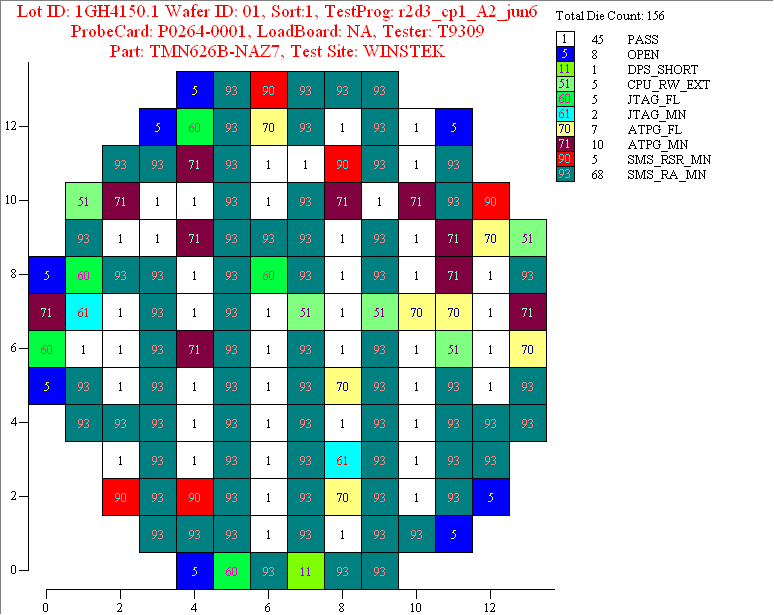 Lot ID: 1GH4150.1 Wafer ID: 01, Sort:1, TestProg: r2d3_cp1_A2_jun6
ProbeCard: P0264-0001, LoadBoard: NA, Tester: T9309
Part: TMN626B-NAZ7, Test Site: WINSTEK
Total Die Count: 156
1 45 PASS
5 8 OPEN
11 1 DPS_SHORT
51 5 CPU_RW_EXT
60 5 JTAG_FL
61 2 JTAG_MN
70 7 ATPG_FL
71 10 ATPG_MN
90 5 SMS_RSR_MN
93 68 SMS_RA_MN
5 93 90 93 93 93
12 5 60 93 70 93 1 93 1 5
93 93 71 93 1 1 90 93 1 93
10 51 71 1 1 93 1 93 71 1 71 93 90
93 1 1 71 93 93 93 1 93 1 71 70 51
8 5 60 93 93 1 93 60 93 1 93 1 71 1 93
71 61 1 93 1 93 1 51 1 51 70 70 1 71
6 60 1 1 93 71 93 1 93 1 93 1 51 1 70
5 93 1 93 1 93 1 93 70 93 1 93 1 93
4 93 93 93 1 93 1 93 1 93 1 93 93 93
1 93 1 93 1 93 61 93 1 93 93
2 90 93 90 93 1 93 70 93 1 93 5
93 93 93 1 93 1 93 93 5
0 5 60 93 11 93 93
0 2 4 6 8 10 12